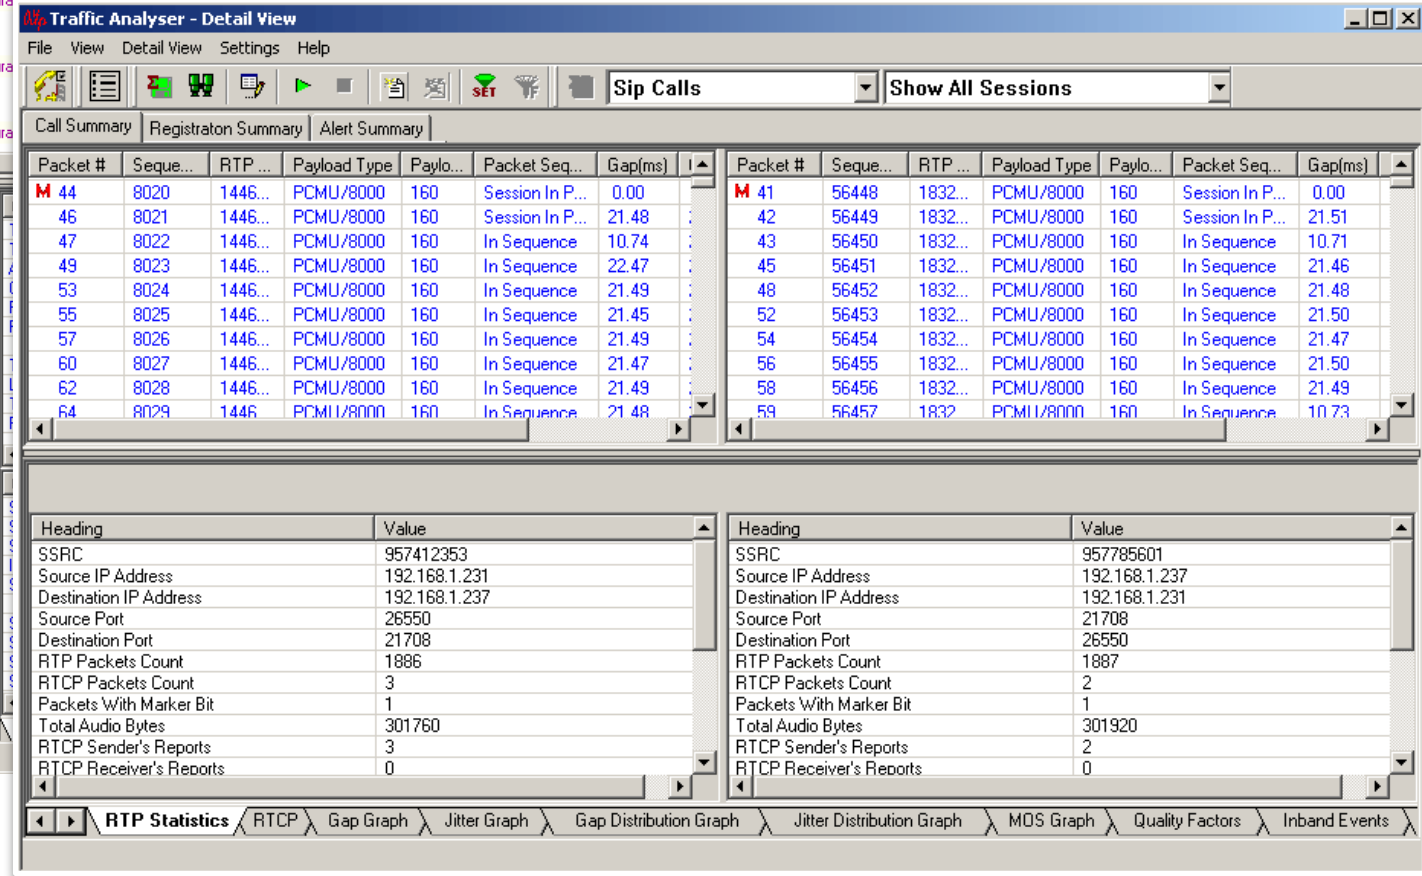 Traffic Analyser - Detail View
File View Detail View Settings Help
SET Sip Calls Show All Sessions
Call Summary Registraton Summary Alert Summary
Packet # Seque... RTP ... Payload Type Paylo... Packet Seq... Gap(ms) Packet # Seque... RTP ... Payload Type Paylo... Packet Seq... Gap(ms)
M 44 8020 1446... PCMU/8000 160 Session In P... 0.00 M 41 56448 1832... PCMU/8000 160 Session In P... 0.00
46 8021 1446... PCMU/8000 160 Session In P... 21.48 42 56449 1832... PCMU/8000 160 Session In P... 21.51
47 8022 1446... PCMU/8000 160 In Sequence 10.74 43 56450 1832... PCMU/8000 160 In Sequence 10.71
49 8023 1446... PCMU/8000 160 In Sequence 22.47 45 56451 1832... PCMU/8000 160 In Sequence 21.46
53 8024 1446... PCMU/8000 160 In Sequence 21.49 48 56452 1832... PCMU/8000 160 In Sequence 21.48
55 8025 1446... PCMU/8000 160 In Sequence 21.45 52 56453 1832... PCMU/8000 160 In Sequence 21.50
57 8026 1446... PCMU/8000 160 In Sequence 21.49 54 56454 1832... PCMU/8000 160 In Sequence 21.47
60 8027 1446... PCMU/8000 160 In Sequence 21.47 56 56455 1832... PCMU/8000 160 In Sequence 21.50
62 8028 1446... PCMU/8000 160 In Sequence 21.49 58 56456 1832... PCMU/8000 160 In Sequence 21.49
64 8029 1446 PCMU/8000 160 In Sequence 21.48 59 56457 1832 PCMU/8000 160 In Sequence 10.73
Heading Value Heading Value
SSRC 957412353 SSRC 957785601
Source IP Address 192.168.1.231 Source IP Address 192.168.1.237
Destination IP Address 192.168.1.237 Destination IP Address 192.168.1.231
Source Port 26550 Source Port 21708
Destination Port 21708 Destination Port 26550
RTP Packets Count 1886 RTP Packets Count 1887
RTCP Packets Count 3 RTCP Packets Count 2
Packets With Marker Bit 1 Packets With Marker Bit 1
Total Audio Bytes 301760 Total Audio Bytes 301920
RTCP Sender's Reports 3 RTCP Sender's Reports 2
RTCP Receiver's Reports 0 RTCP Receiver's Reports 0
RTP Statistics RTCP Gap Graph Jitter Graph Gap Distribution Graph Jitter Distribution Graph MOS Graph Quality Factors Inband Events